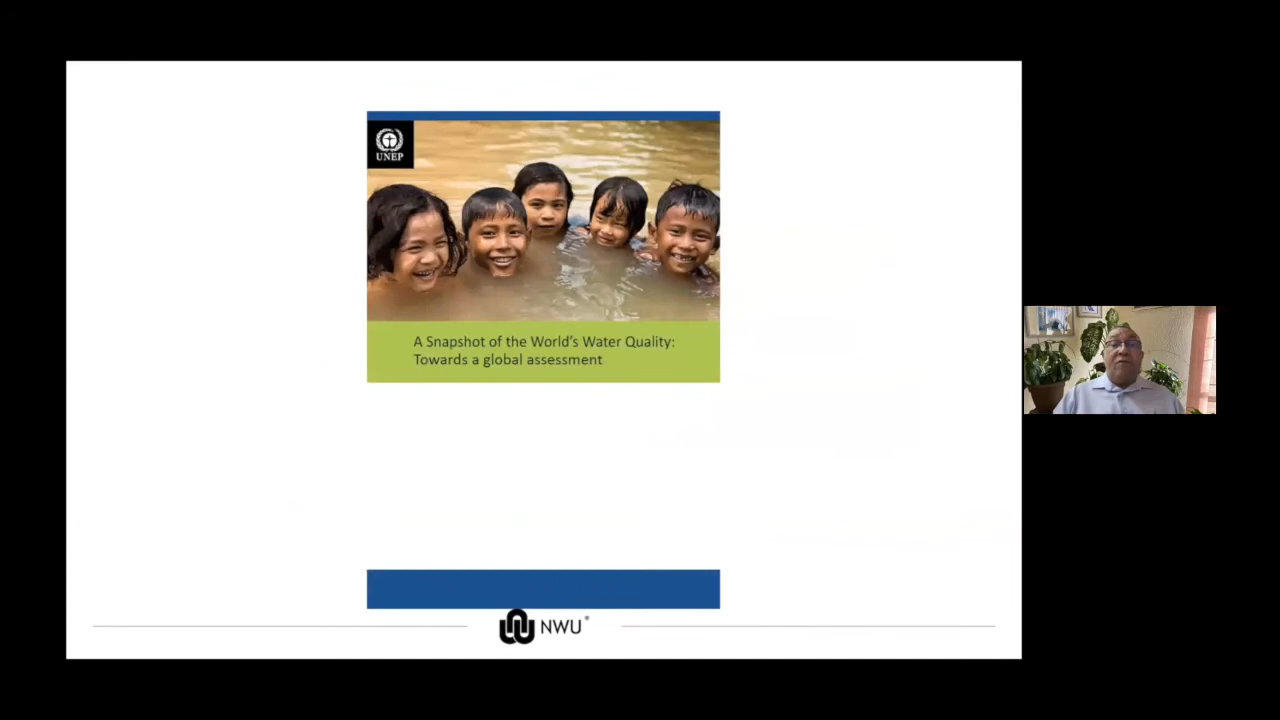 UNEP
A Snapshot of the World's Water Quality:
Towards a global assessment
NWU®